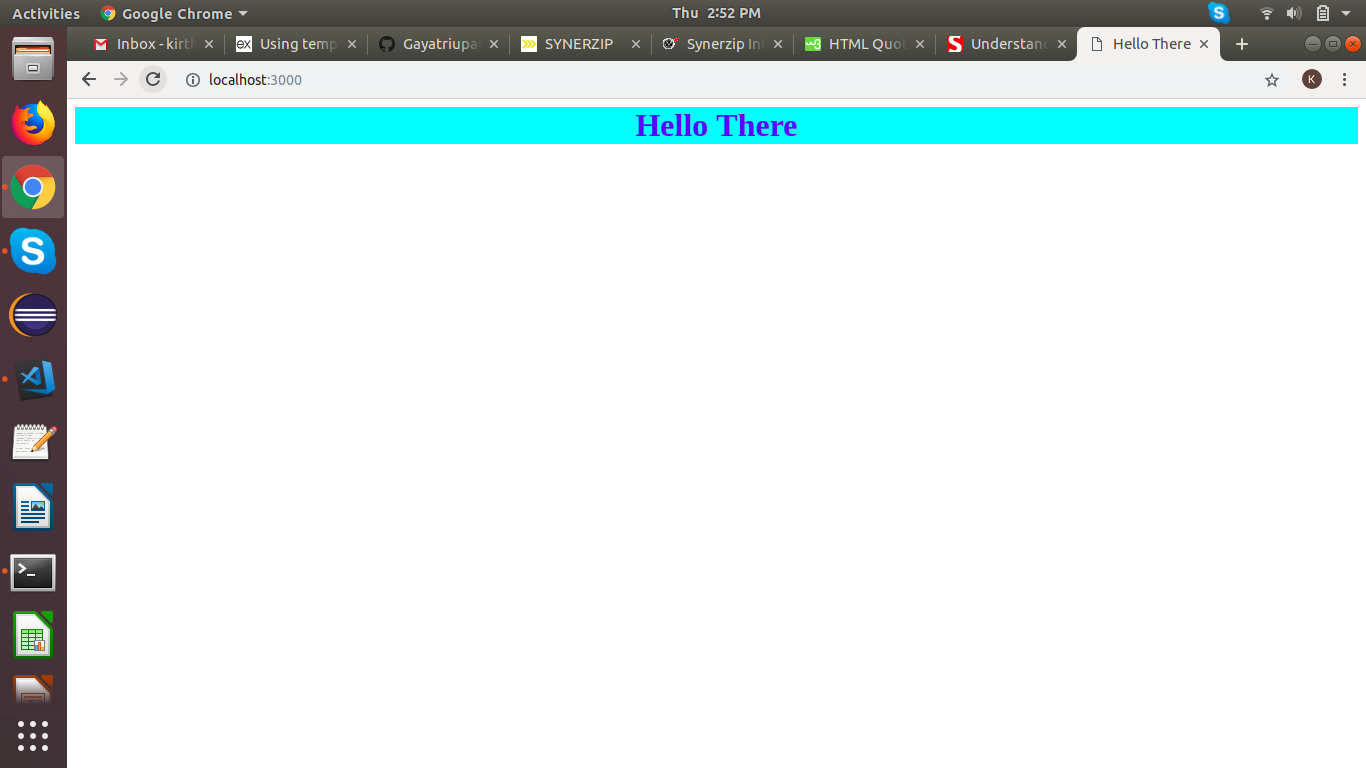 Activities Google Chrome Thu 2:52 PM
Inbox - kirt Using temp Gayatriupa SYNERZIP Synerzip In HTML Quo Understan Hello There
localhost:3000 K
Hello There